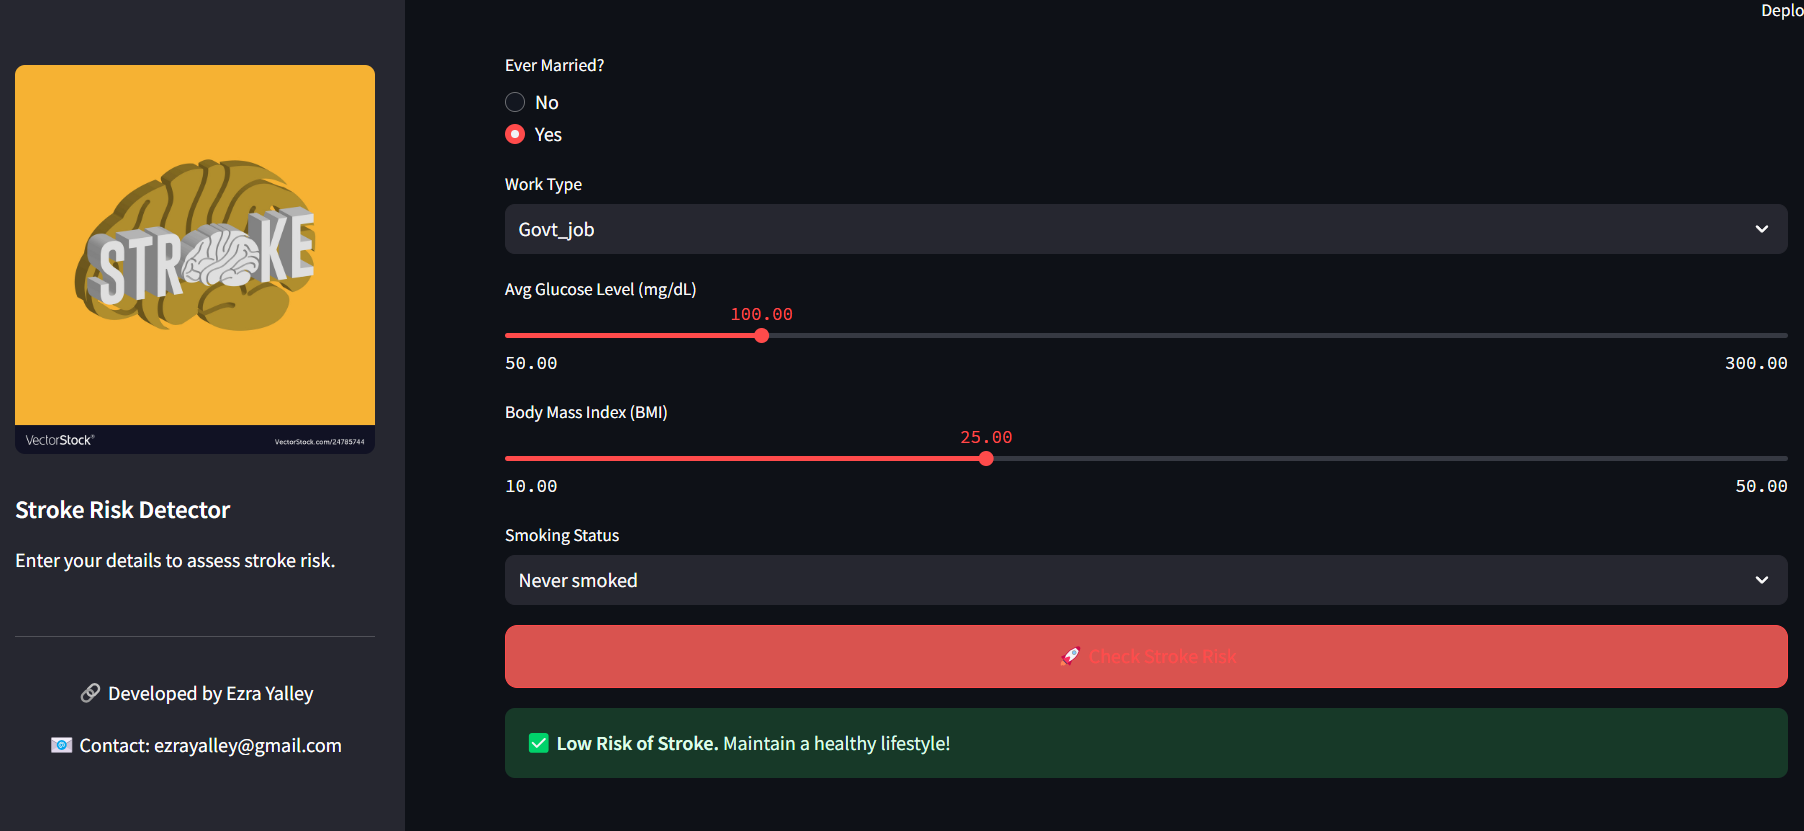 Deplo
STROKE
VectorStock®
VectorStock.com/24785744
Stroke Risk Detector
Enter your details to assess stroke risk.
Developed by Ezra Yalley
Contact: ezrayalley@gmail.com
Ever Married?
No
Yes
Work Type
Govt_job
Avg Glucose Level (mg/dL)
100.00
50.00 300.00
Body Mass Index (BMI)
25.00
10.00 50.00
Smoking Status
Never smoked
🚀 Check Stroke Risk
✅ Low Risk of Stroke. Maintain a healthy lifestyle!